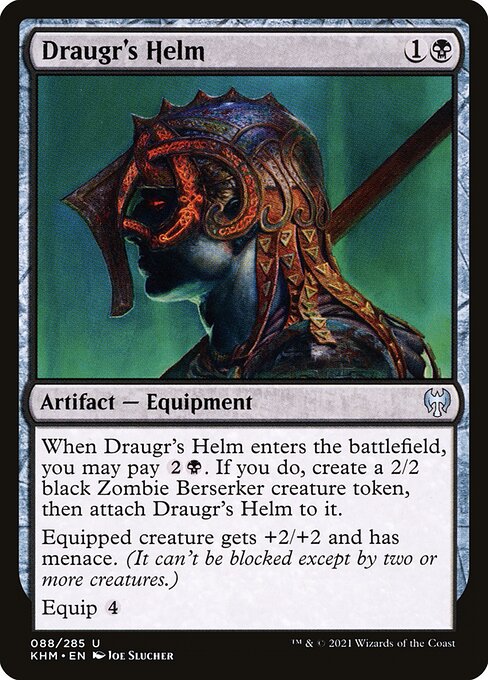 Draugr's Helm 1
Artifact — Equipment
When Draugr's Helm enters the battlefield,
you may pay 2. If you do, create a 2/2
black Zombie Berserker creature token,
then attach Draugr's Helm to it.
Equipped creature gets +2/+2 and has
menace. (It can't be blocked except by two or
more creatures.)
Equip 4
088/285 U
KHM • EN Joe Slucher
™ & © 2021 Wizards of the Coast